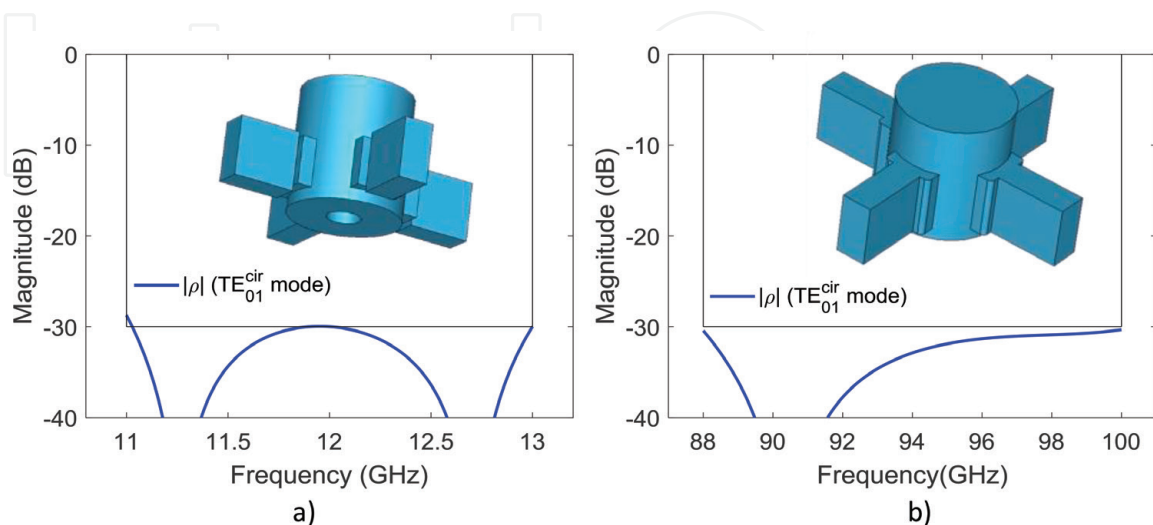 0
-10
-20
-30
-40
Magnitude (dB)
|ρ| (TE01cir mode)
11 11.5 12 12.5 13
Frequency (GHz)
a)
0
-10
-20
-30
-40
Magnitude (dB)
|ρ| (TE01cir mode)
88 90 92 94 96 98 100
Frequency(GHz)
b)